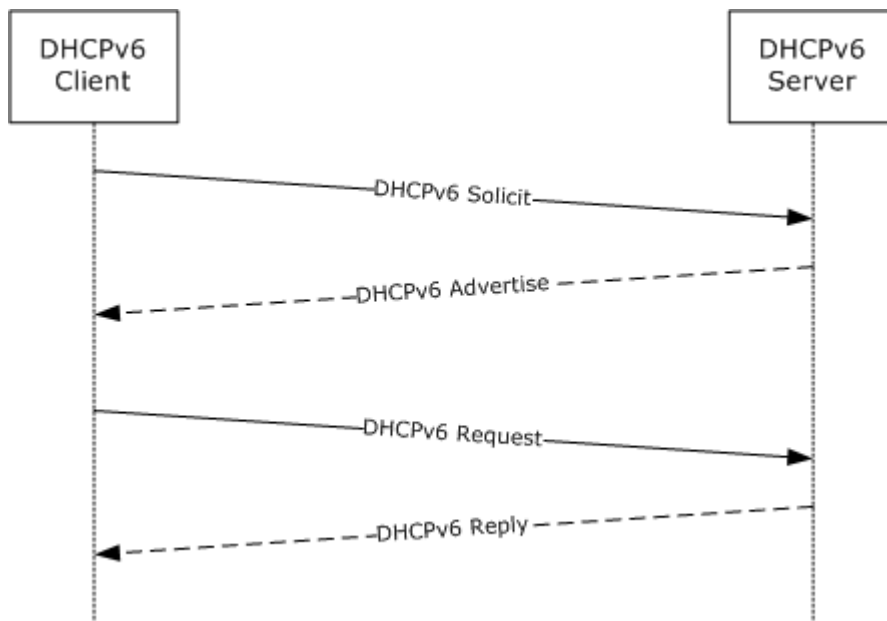 DHCPv6
Client
DHCPv6
Server
DHCPv6 Solicit
DHCPv6 Advertise
DHCPv6 Request
DHCPv6 Reply